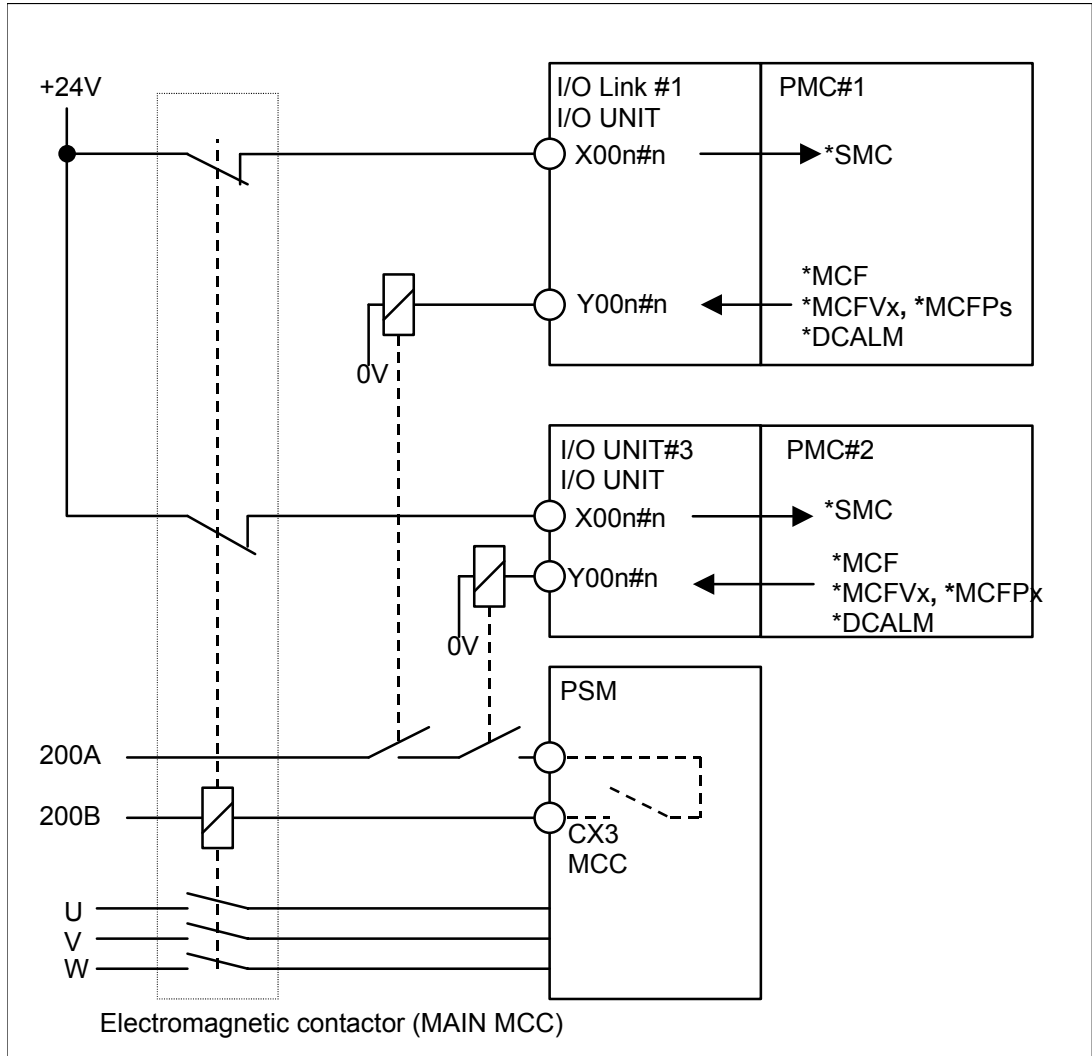 +24V
I/O Link #1
I/O UNIT
PMC#1
X00n#n
*SMC
*MCF
*MCFVx, *MCFPs
*DCALM
Y00n#n
0V
I/O UNIT#3
I/O UNIT
PMC#2
X00n#n
*SMC
Y00n#n
*MCF
*MCFVx, *MCFPx
*DCALM
0V
PSM
200A
200B
CX3
MCC
U
V
W
Electromagnetic contactor (MAIN MCC)